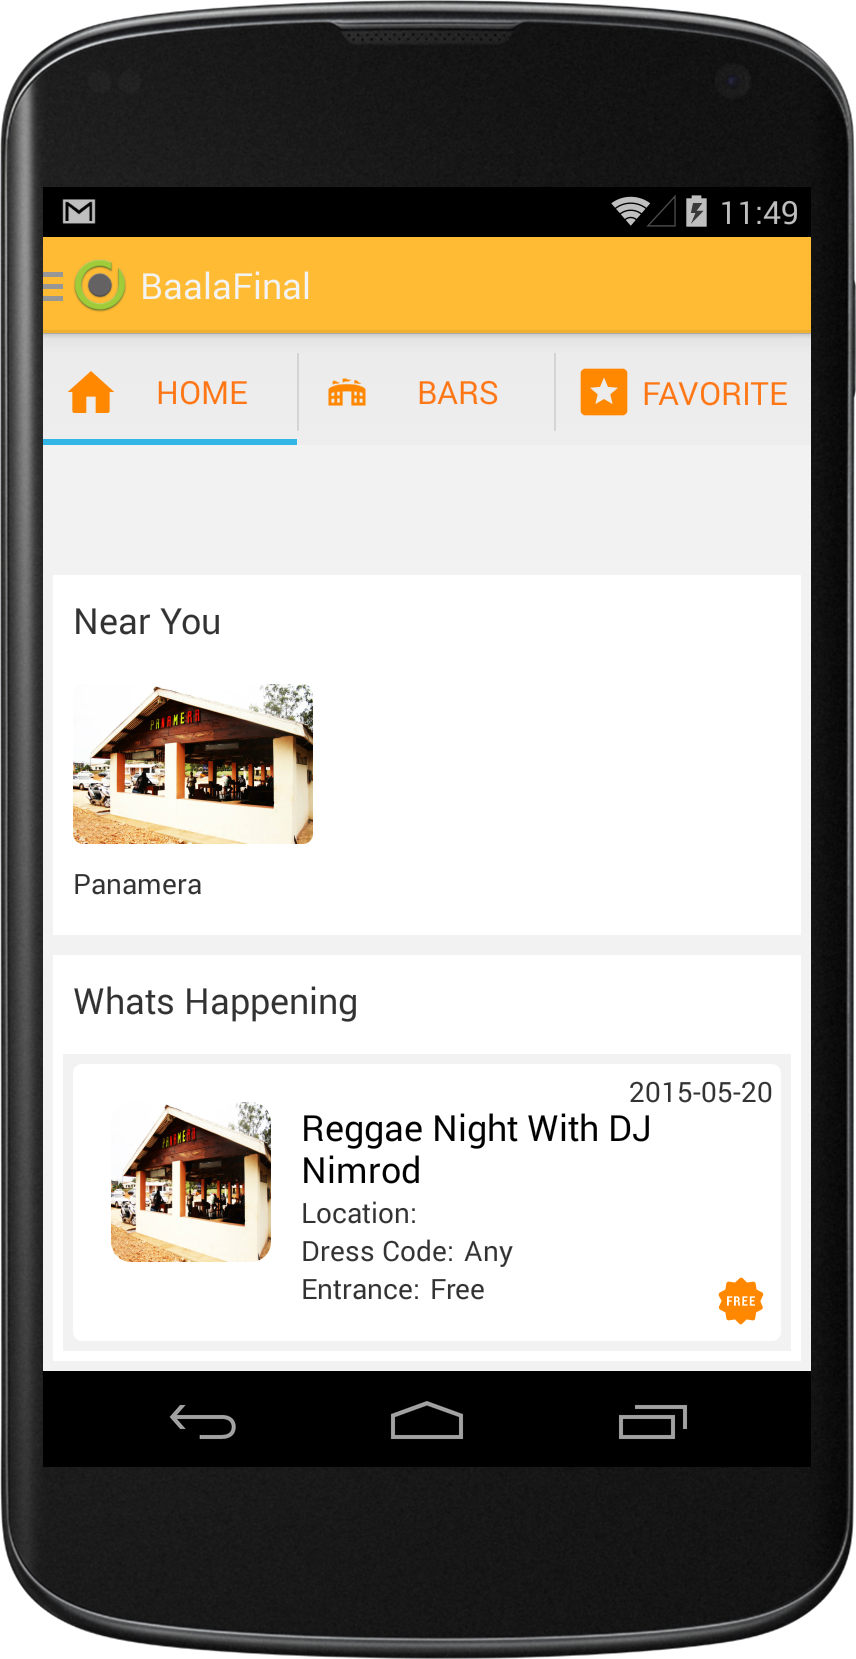 11:49
BaalaFinal
HOME
BARS
FAVORITE
Near You
PANAMERA
Panamera
Whats Happening
2015-05-20
PANAMERA
Reggae Night With DJ
Nimrod
Location:
Dress Code: Any
Entrance: Free
FREE